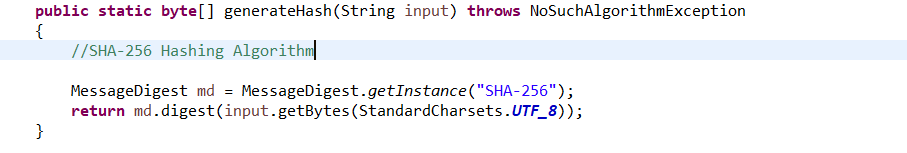 public static byte[] generateHash(String input) throws NoSuchAlgorithmException
{
//SHA-256 Hashing Algorithm
MessageDigest md = MessageDigest.getInstance("SHA-256");
return md.digest(input.getBytes(StandardCharsets.UTF_8));
}